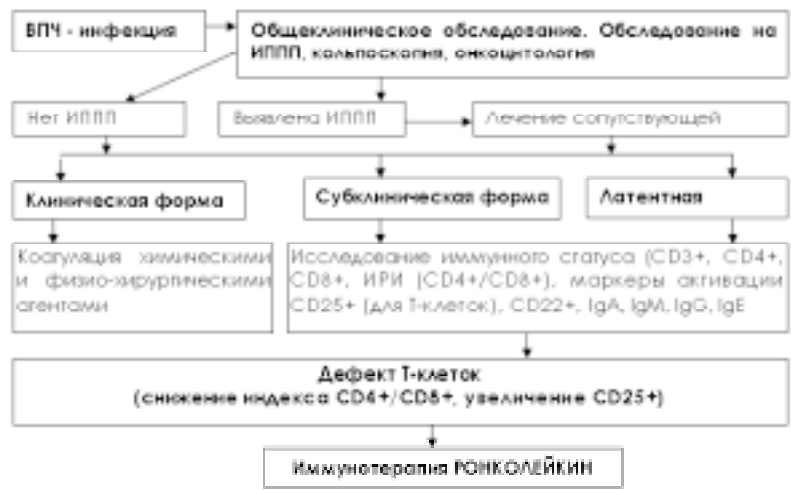 ВПЧ - инфекция
Общеклиническое обследование. Обследование на
ИППП, кольпоскопия, онкоцитология
Нет ИППП
Выявлена ИППП
Лечение сопутствующей
Клиническая форма
Субклиническая форма
Латентная
Коагуляция химическими
и физио-хирургическими
агентами
Исследование иммунного статуса (CD3+, CD4+,
CD8+, ИРИ (CD4+/CD8+), маркеры активации
CD25+ (для Т-клеток), CD22+, IgA, IgM, IgG, IgE
Дефект Т-клеток
(снижение индекса CD4+/CD8+, увеличение CD25+)
Иммунотерапия РОНКОЛЕЙКИН